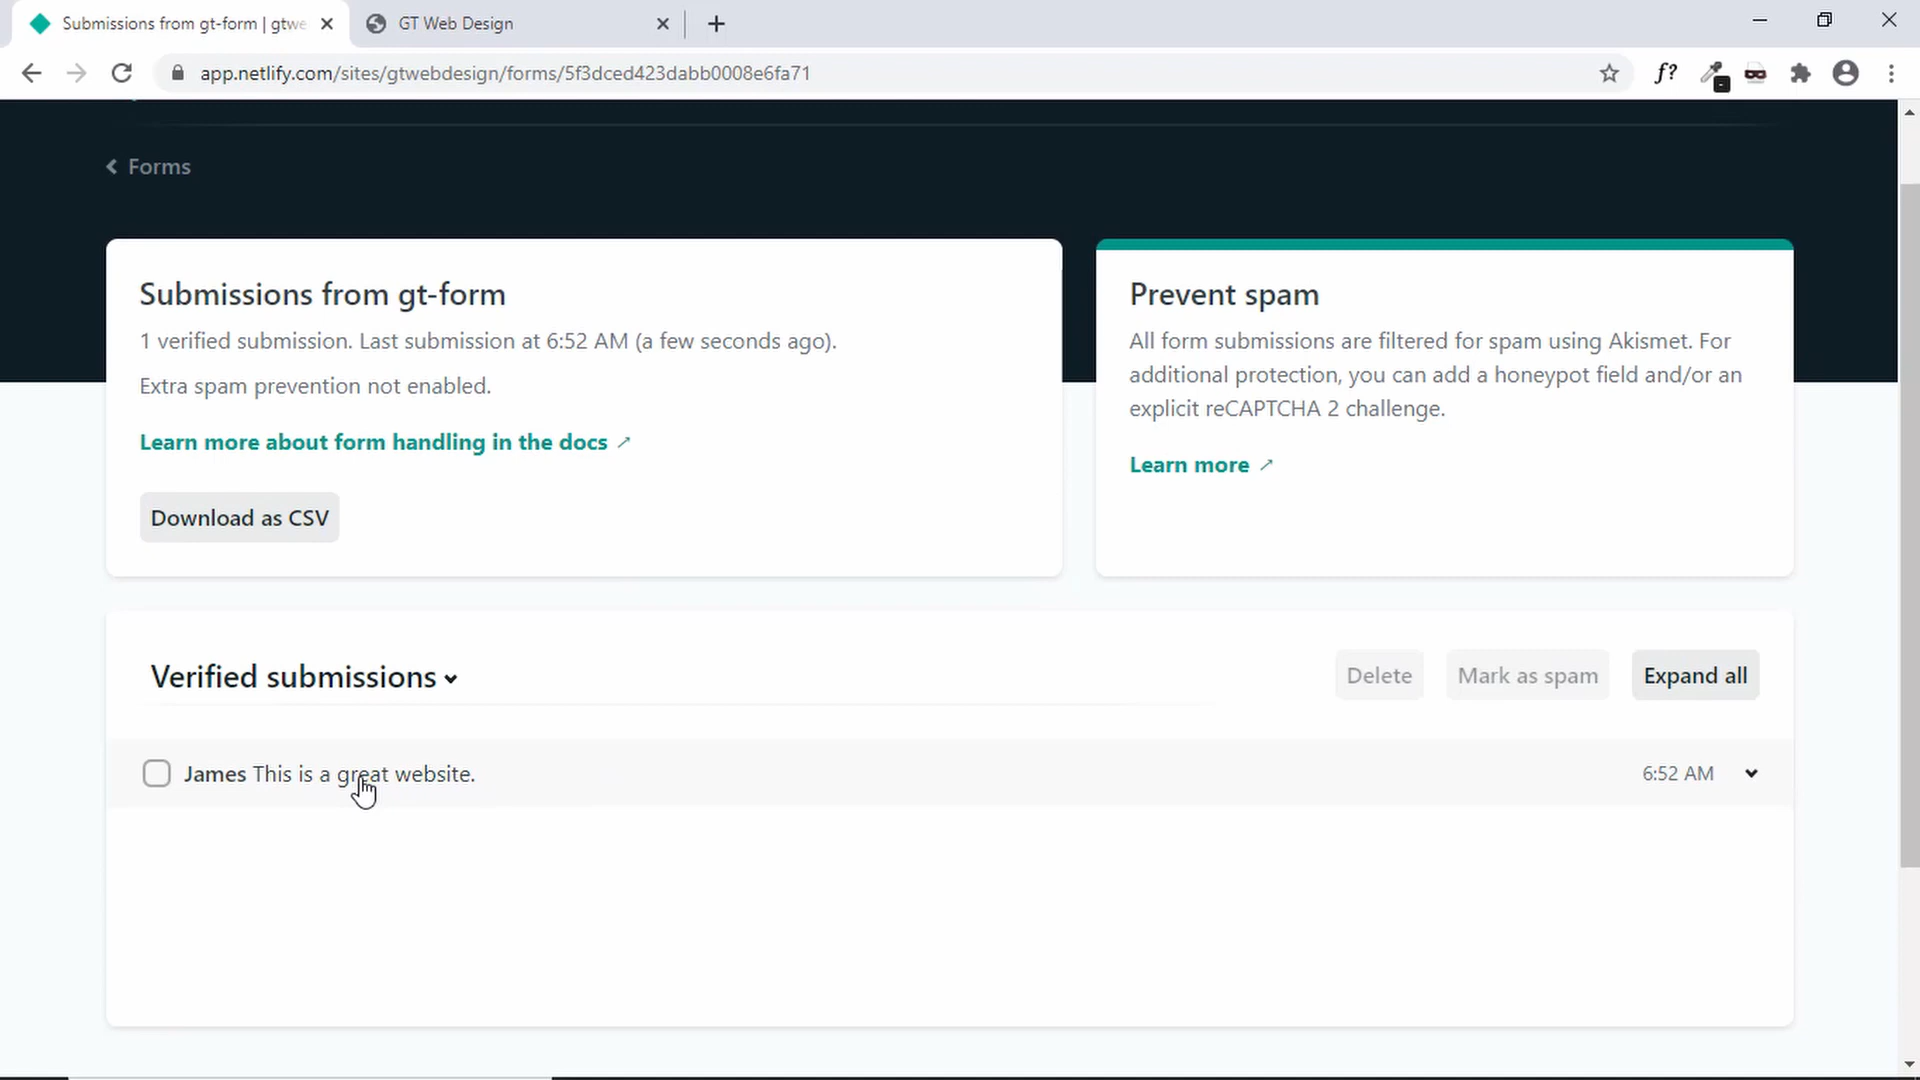 Submissions from gt-form | gtwe
GT Web Design
app.netlify.com/sites/gtwebdesign/forms/5f3dced423dabb0008e6fa71
f?
Forms
Submissions from gt-form
1 verified submission. Last submission at 6:52 AM (a few seconds ago).
Extra spam prevention not enabled.
Learn more about form handling in the docs
Download as CSV
Prevent spam
All form submissions are filtered for spam using Akismet. For
additional protection, you can add a honeypot field and/or an
explicit reCAPTCHA 2 challenge.
Learn more
Verified submissions
Delete
Mark as spam
Expand all
James This is a great website.
6:52 AM